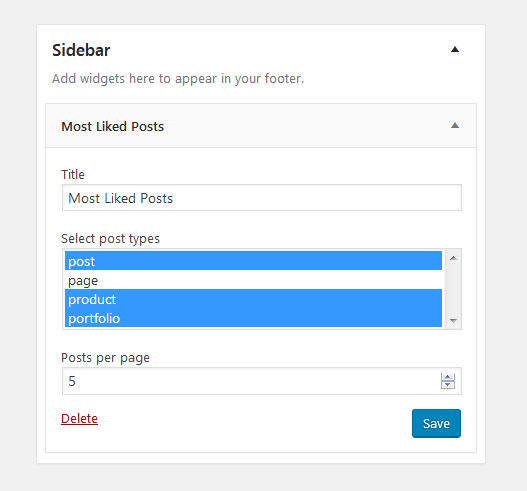 Sidebar
Add widgets here to appear in your footer.
Most Liked Posts
Title
Most Liked Posts
Select post types
post
page
product
portfolio
Posts per page
5
Delete
Save